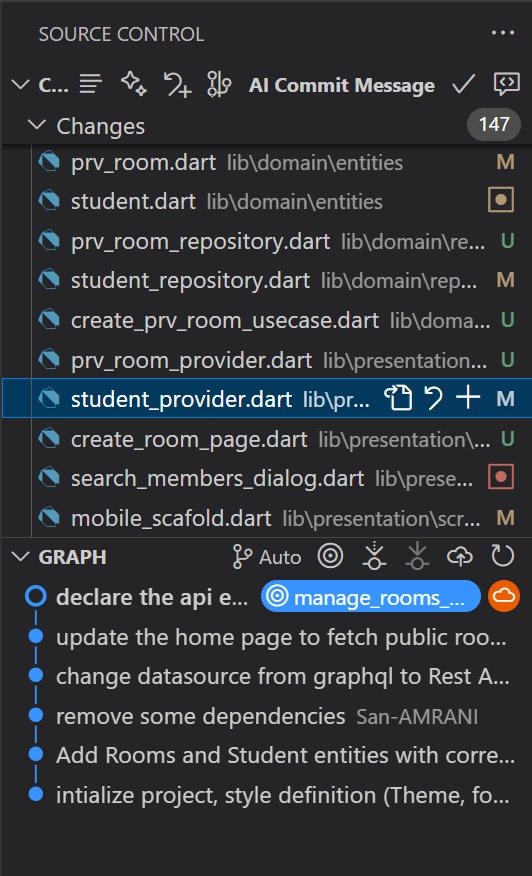 SOURCE CONTROL
C... AI Commit Message
Changes 147
prv_room.dart lib\domain\entities M
student.dart lib\domain\entities
prv_room_repository.dart lib\domain\re... U
student_repository.dart lib\domain\rep... M
create_prv_room_usecase.dart lib\doma... U
prv_room_provider.dart lib\presentation... U
student_provider.dart lib\pr... M
create_room_page.dart lib\presentation\... U
search_members_dialog.dart lib\prese...
mobile_scafold.dart lib\presentation\scr... M
GRAPH Auto
declare the api e... manage_rooms_...
update the home page to fetch public roo...
change datasource from graphql to Rest A...
remove some dependencies San-AMRANI
Add Rooms and Student entities with corre...
intialize project, style definition (Theme, fo...